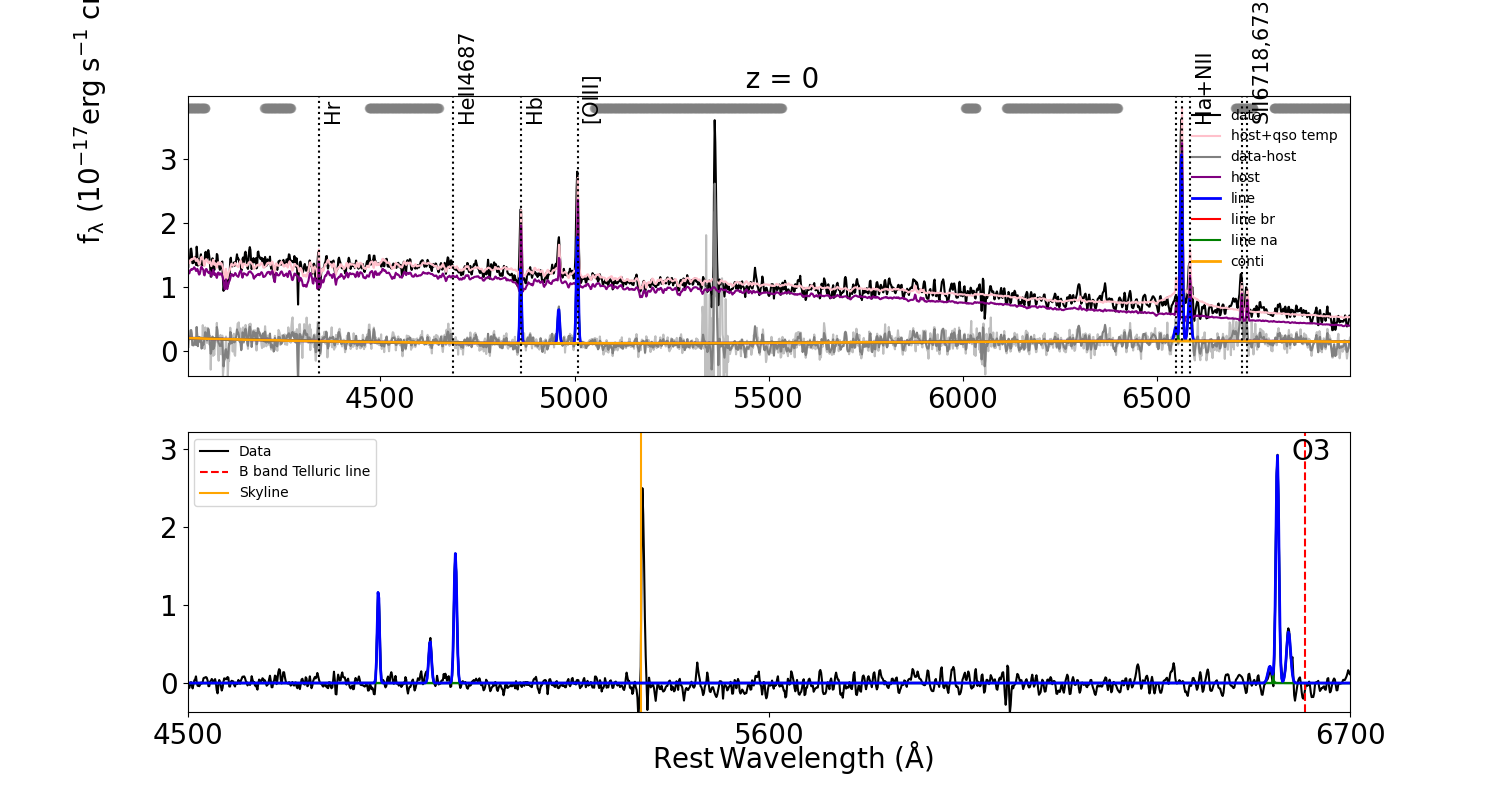 z = 0
f_λ (10^−17 erg s^−1
Hr
HeII4687
Hb
[OIII]
Ha+NII
SII6718,673
data
host+qso temp
data-host
host
line
line br
line na
conti
3
2
1
0
4500 5000 5500 6000 6500
Data
B band Telluric line
Skyline
O3
3
2
1
0
4500 5600 6700
Rest Wavelength (Å)